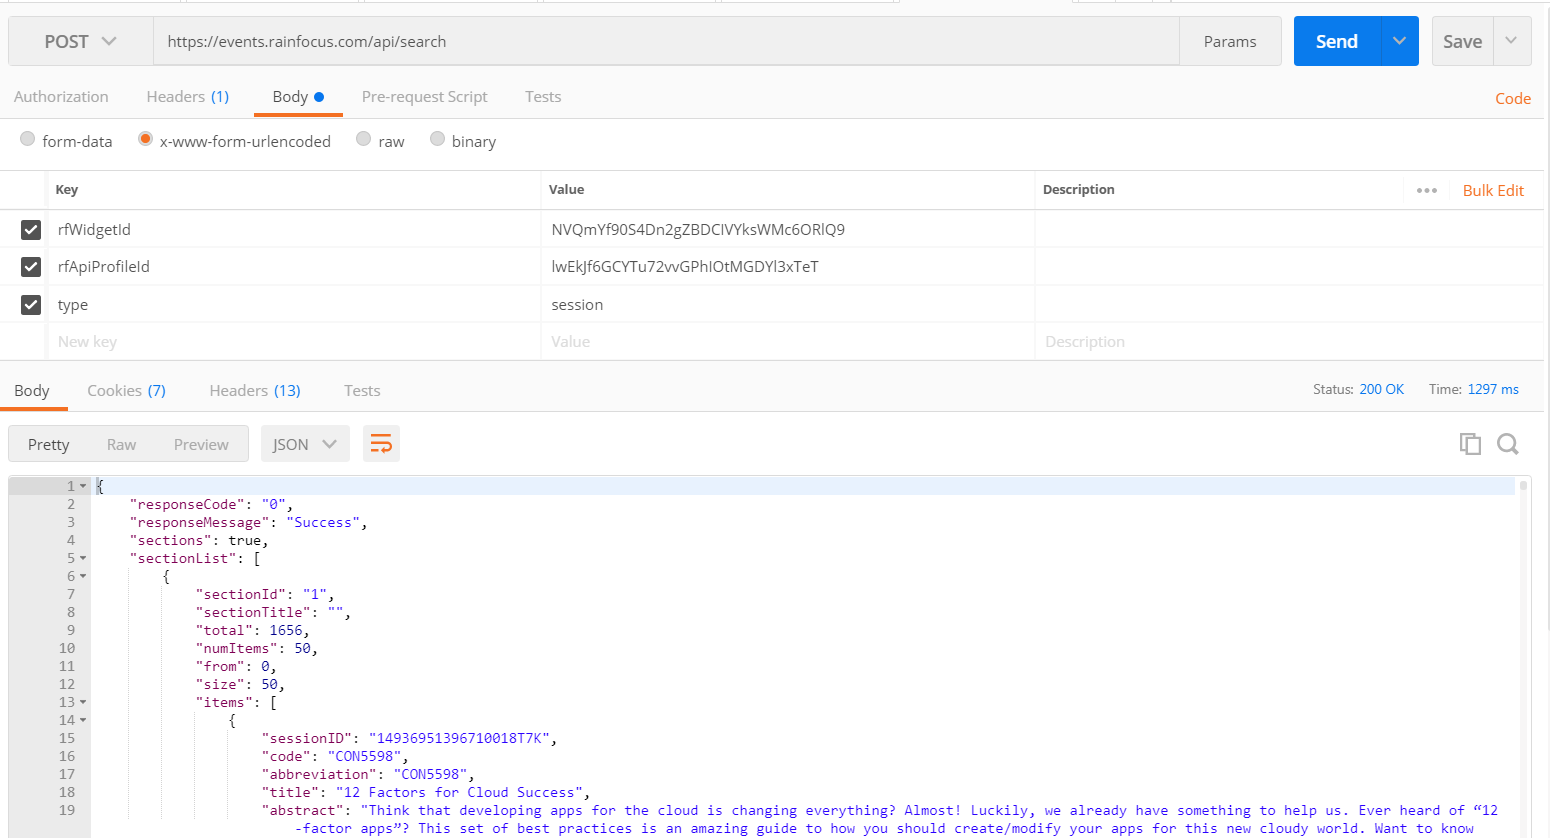 POST https://events.rainfocus.com/api/search Params Send Save
Authorization Headers (1) Body Pre-request Script Tests Code
form-data x-www-form-urlencoded raw binary
Key Value Description ••• Bulk Edit
rfWidgetId NVQmYf90S4Dn2gZBDCIVYksWMc6ORlQ9
rfApiProfileId lwEkJf6GCYTu72vvGPhIOtMGDYl3xTeT
type session
New key Value Description
Body Cookies (7) Headers (13) Tests Status: 200 OK Time: 1297 ms
Pretty Raw Preview JSON
1 {
2 "responseCode": "0",
3 "responseMessage": "Success",
4 "sections": true,
5 "sectionList": [
6 {
7 "sectionId": "1",
8 "sectionTitle": "",
9 "total": 1656,
10 "numItems": 50,
11 "from": 0,
12 "size": 50,
13 "items": [
14 {
15 "sessionID": "14936951396710018T7K",
16 "code": "CON5598",
17 "abbreviation": "CON5598",
18 "title": "12 Factors for Cloud Success",
19 "abstract": "Think that developing apps for the cloud is changing everything? Almost! Luckily, we already have something to help us. Ever heard of “12
-factor apps”? This set of best practices is an amazing guide to how you should create/modify your apps for this new cloudy world. Want to know